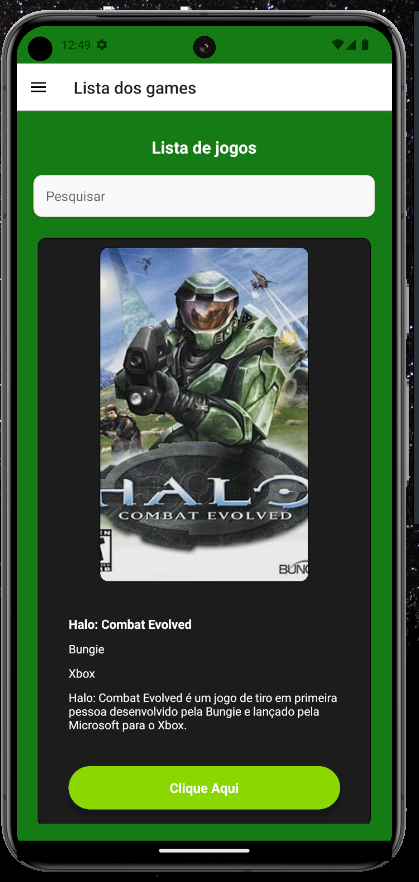 12:49
Lista dos games
Lista de jogos
Pesquisar
HALO
COMBAT EVOLVED
BUNG
Halo: Combat Evolved
Bungie
Xbox
Halo: Combat Evolved é um jogo de tiro em primeira
pessoa desenvolvido pela Bungie e lançado pela
Microsoft para o Xbox.
Clique Aqui